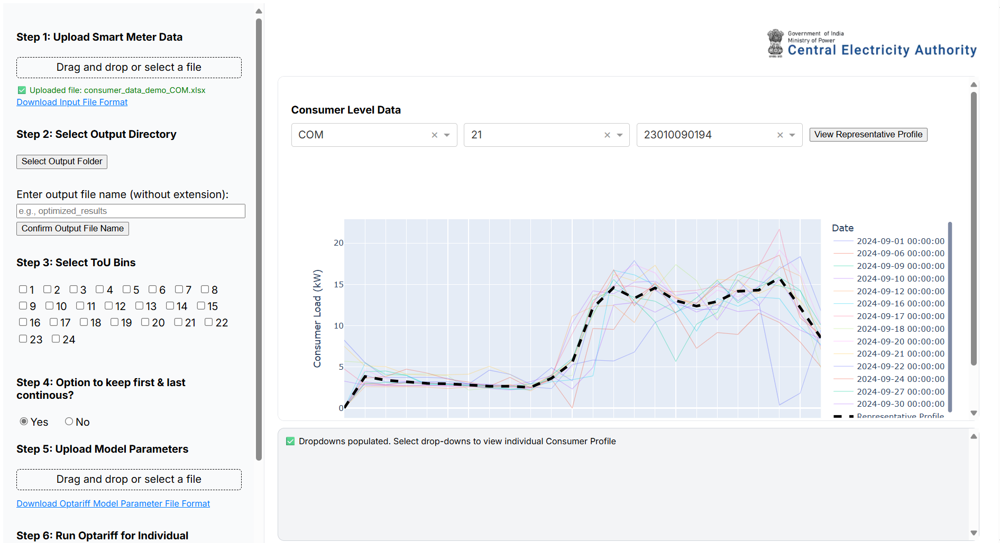 Step 1: Upload Smart Meter Data
Drag and drop or select a file
Uploaded file: consumer_data_demo_COM.xlsx
Download Input File Format
Step 2: Select Output Directory
Select Output Folder
Enter output file name (without extension):
e.g., optimized_results
Confirm Output File Name
Step 3: Select ToU Bins
1 2 3 4 5 6 7 8
9 10 11 12 13 14 15
16 17 18 19 20 21 22
23 24
Step 4: Option to keep first & last
continous?
Yes No
Step 5: Upload Model Parameters
Drag and drop or select a file
Download Optariff Model Parameter File Format
Step 6: Run Optariff for Individual
Government of India
Ministry of Power
Central Electricity Authority
Consumer Level Data
COM
21
23010090194
View Representative Profile
Consumer Load (kW)
20
15
10
5
0
Date
2024-09-01 00:00:00
2024-09-06 00:00:00
2024-09-09 00:00:00
2024-09-10 00:00:00
2024-09-12 00:00:00
2024-09-16 00:00:00
2024-09-17 00:00:00
2024-09-18 00:00:00
2024-09-20 00:00:00
2024-09-21 00:00:00
2024-09-22 00:00:00
2024-09-24 00:00:00
2024-09-27 00:00:00
2024-09-30 00:00:00
Representative Profile
Dropdowns populated. Select drop-downs to view individual Consumer Profile